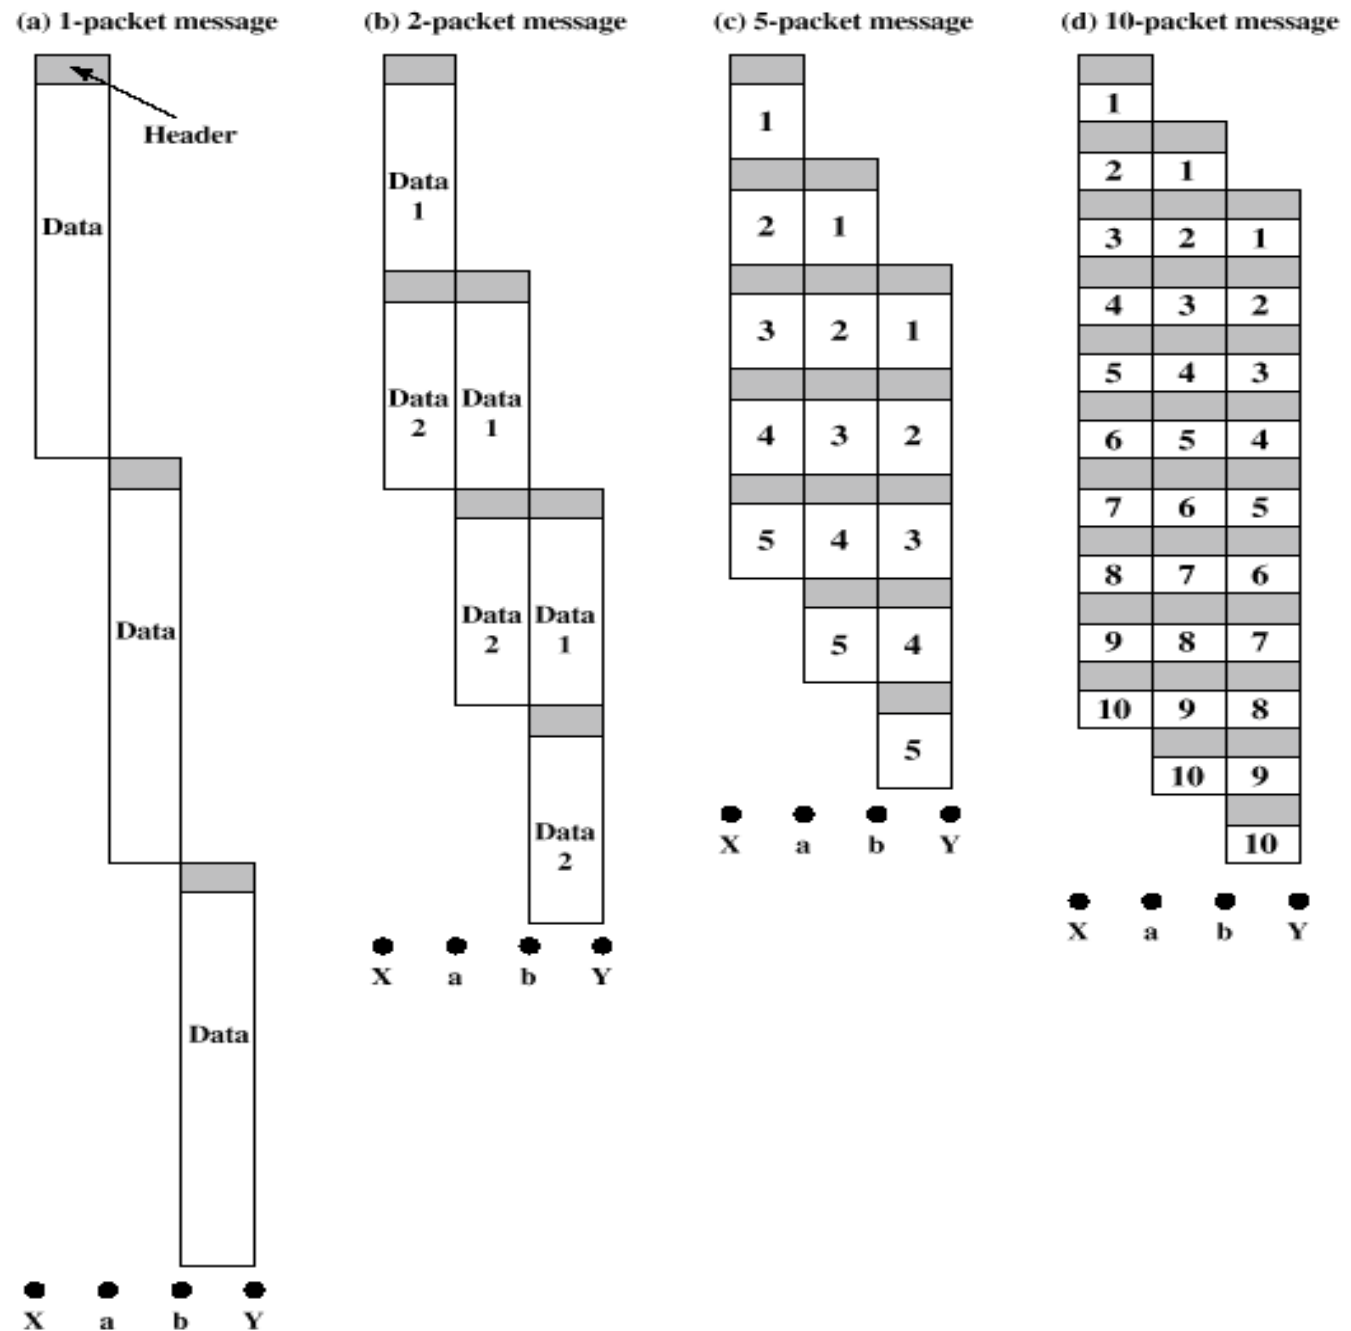 (a) 1-packet message
Header
Data
Data
Data
X a b Y
(b) 2-packet message
Data
1
Data Data
2 1
Data Data
2 1
Data
2
X a b Y
(c) 5-packet message
1
2 1
3 2 1
4 3 2
5 4 3
5 4
5
X a b Y
(d) 10-packet message
1
2 1
3 2 1
4 3 2
5 4 3
6 5 4
7 6 5
8 7 6
9 8 7
10 9 8
10 9
10
X a b Y